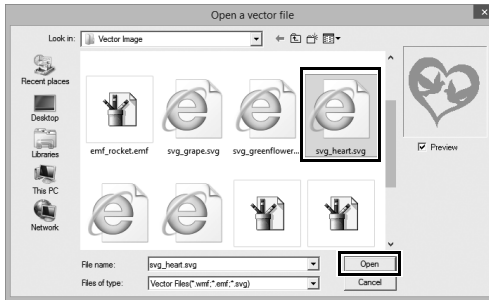 Open a vector file
Look in:
Vector Image
Recent places
Desktop
Libraries
This PC
Network
emf_rocket.emf
svg_grape.svg
svg_greenflower...
svg_heart.svg
Preview
File name:
svg_heart.svg
Open
Files of type:
Vector Files(*.wmf;*.emf;*.svg)
Cancel